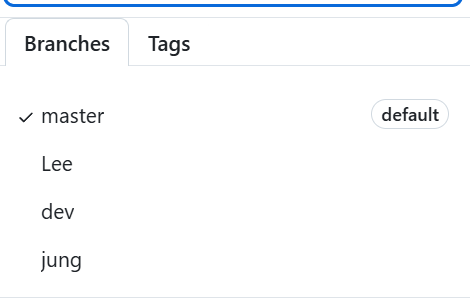 Branches Tags
master default
Lee
dev
jung